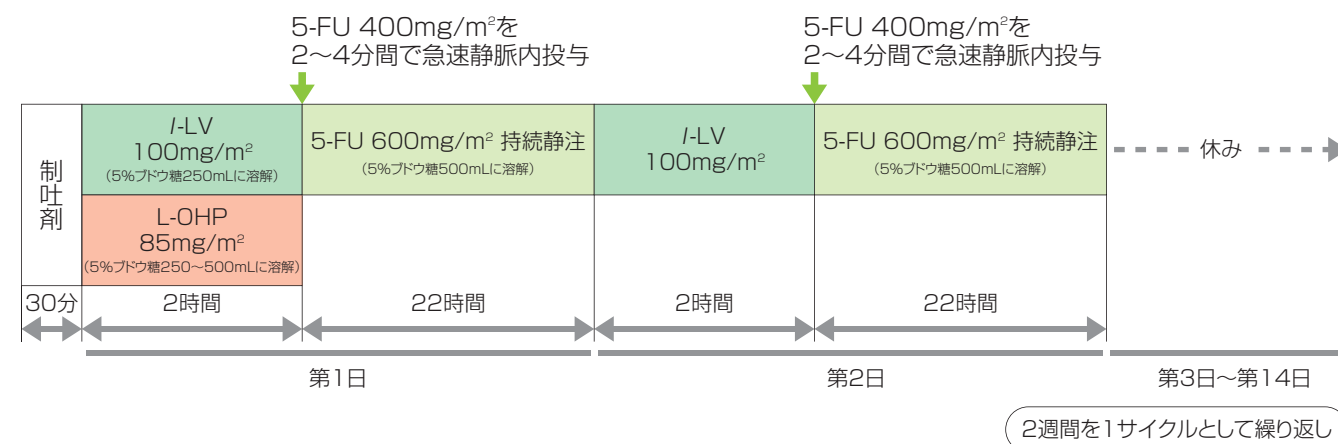 5-FU 400mg/m²を
2〜4分間で急速静脈内投与
5-FU 400mg/m²を
2〜4分間で急速静脈内投与
制吐剤
l-LV
100mg/m²
(5%ブドウ糖250mLに溶解)
L-OHP
85mg/m²
(5%ブドウ糖250〜500mLに溶解)
5-FU 600mg/m² 持続静注
(5%ブドウ糖500mLに溶解)
l-LV
100mg/m²
5-FU 600mg/m² 持続静注
(5%ブドウ糖500mLに溶解)
休み
30分
2時間
22時間
2時間
22時間
第1日
第2日
第3日〜第14日
2週間を1サイクルとして繰り返し